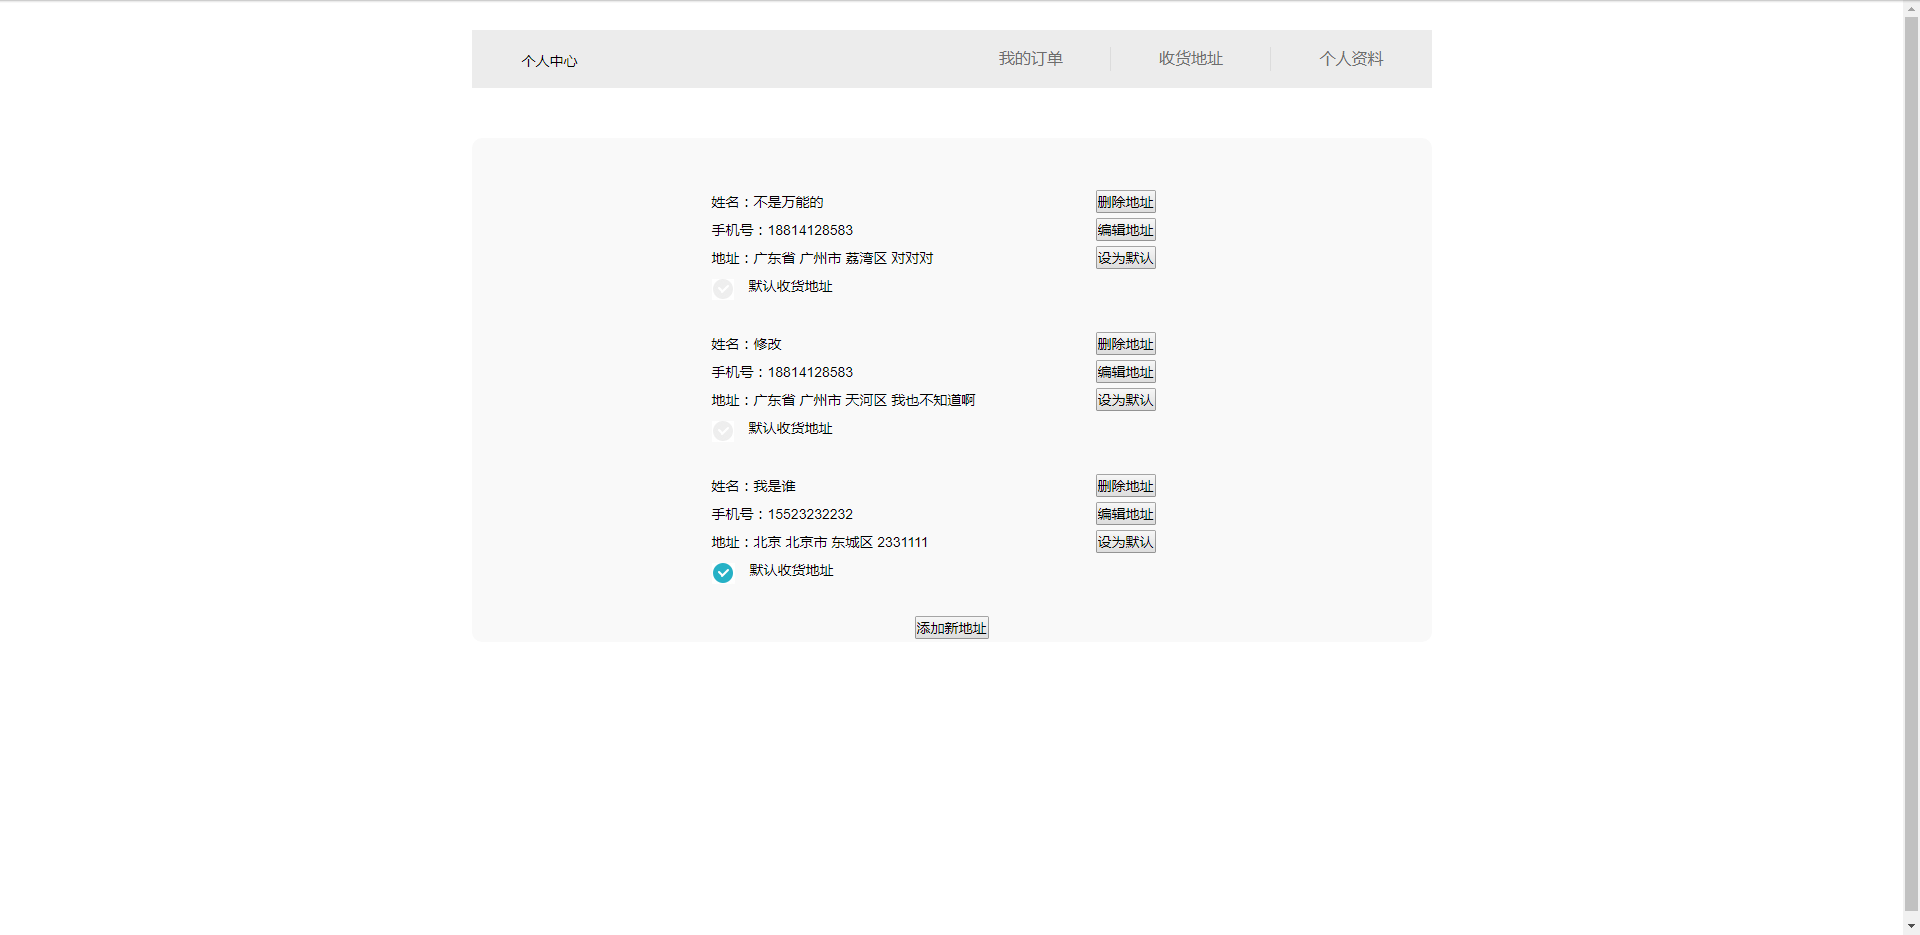 个人中心 我的订单 收货地址 个人资料
姓名：不是万能的 删除地址
手机号：18814128583 编辑地址
地址：广东省 广州市 荔湾区 对对对 设为默认
默认收货地址
姓名：修改 删除地址
手机号：18814128583 编辑地址
地址：广东省 广州市 天河区 我也不知道啊 设为默认
默认收货地址
姓名：我是谁 删除地址
手机号：15523232232 编辑地址
地址：北京 北京市 东城区 2331111 设为默认
默认收货地址
添加新地址